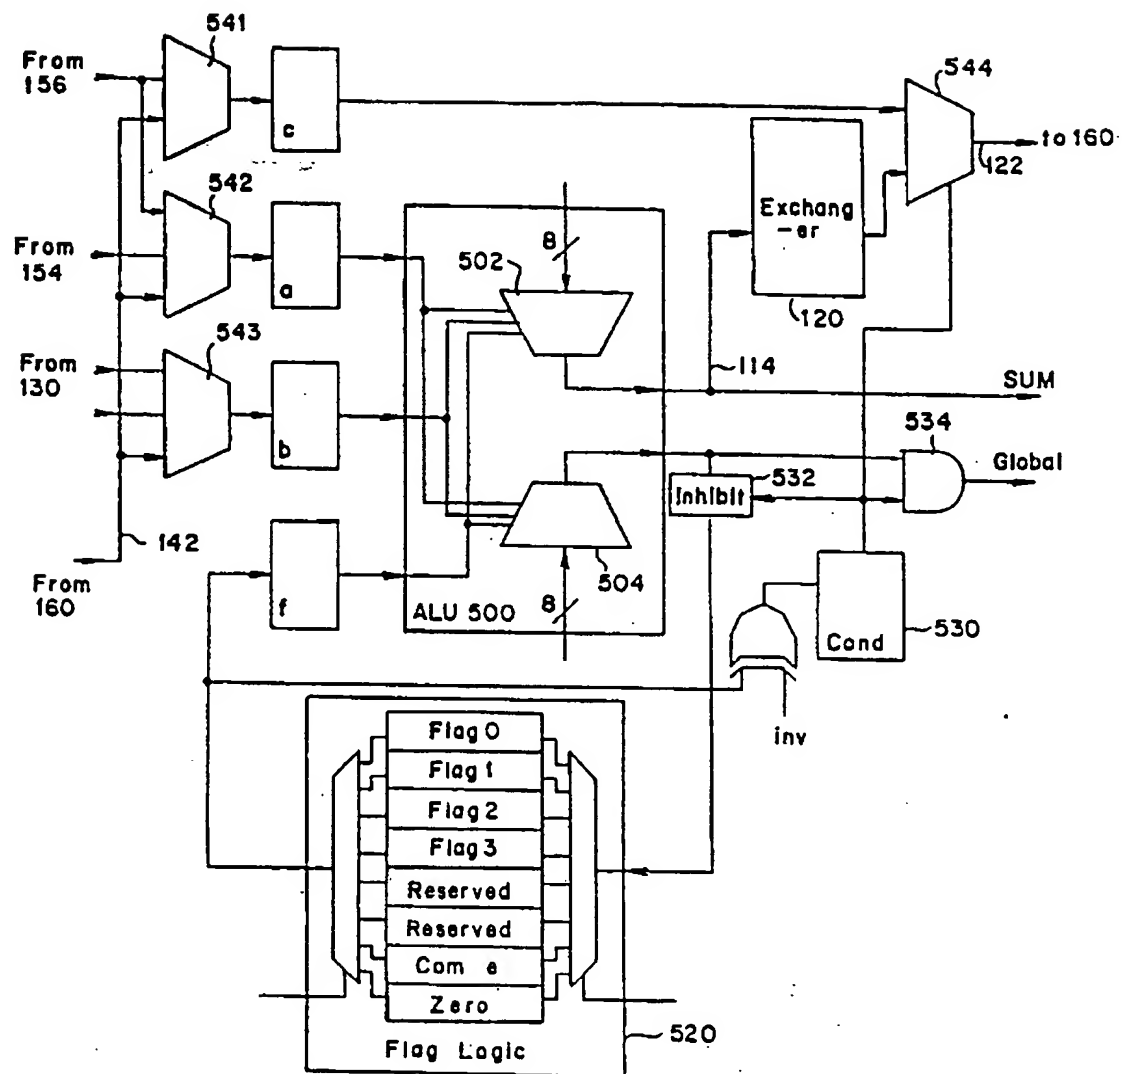 541
From
156
c
544
to 160
122
542
From
154
a
8
502
Exchang
-er
120
543
From
130
b
114
SUM
534
Global
532
Inhibit
142
From
160
f
504
8
ALU 500
Cond
530
inv
Flag 0
Flag 1
Flag 2
Flag 3
Reserved
Reserved
Com e
Zero
520
Flag Logic